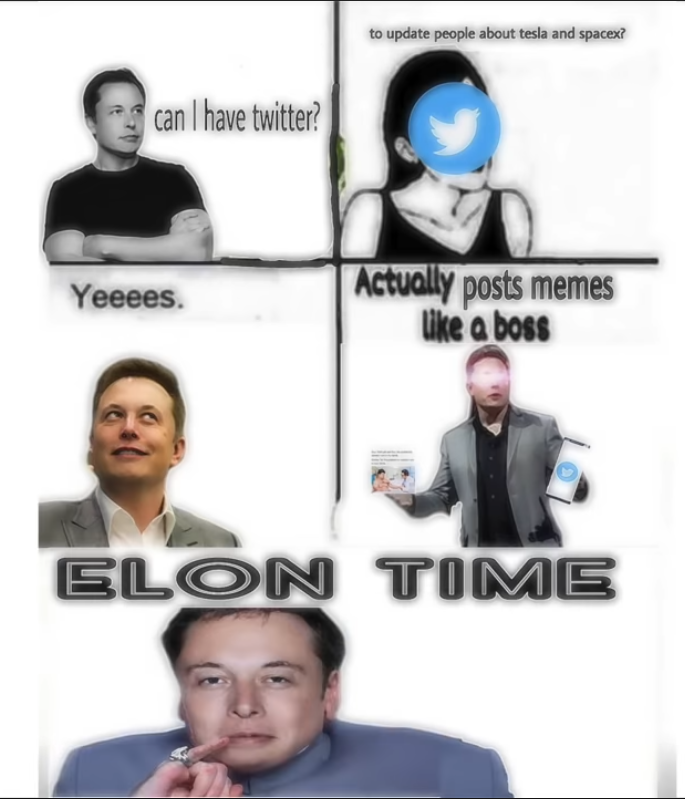 can I have twitter?
to update people about tesla and spacex?
Yeeees.
Actually posts memes
like a boss
ELON TIME